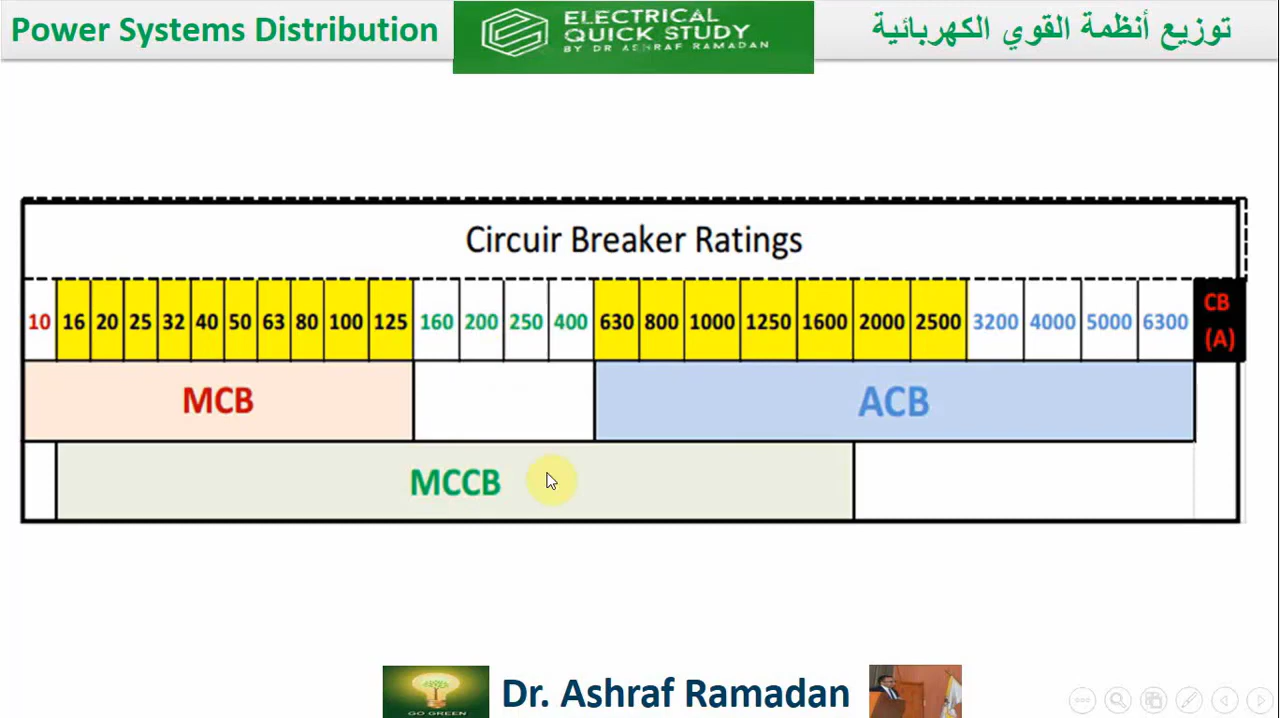 Power Systems Distribution
ELECTRICAL
QUICK STUDY
BY DR ASHRAF RAMADAN
توزيع أنظمة القوي الكهربائية
Circuir Breaker Ratings
10 16 20 25 32 40 50 63 80 100 125 160 200 250 400 630 800 1000 1250 1600 2000 2500 3200 4000 5000 6300 CB
(A)
MCB ACB
MCCB
GO GREEN
Dr. Ashraf Ramadan